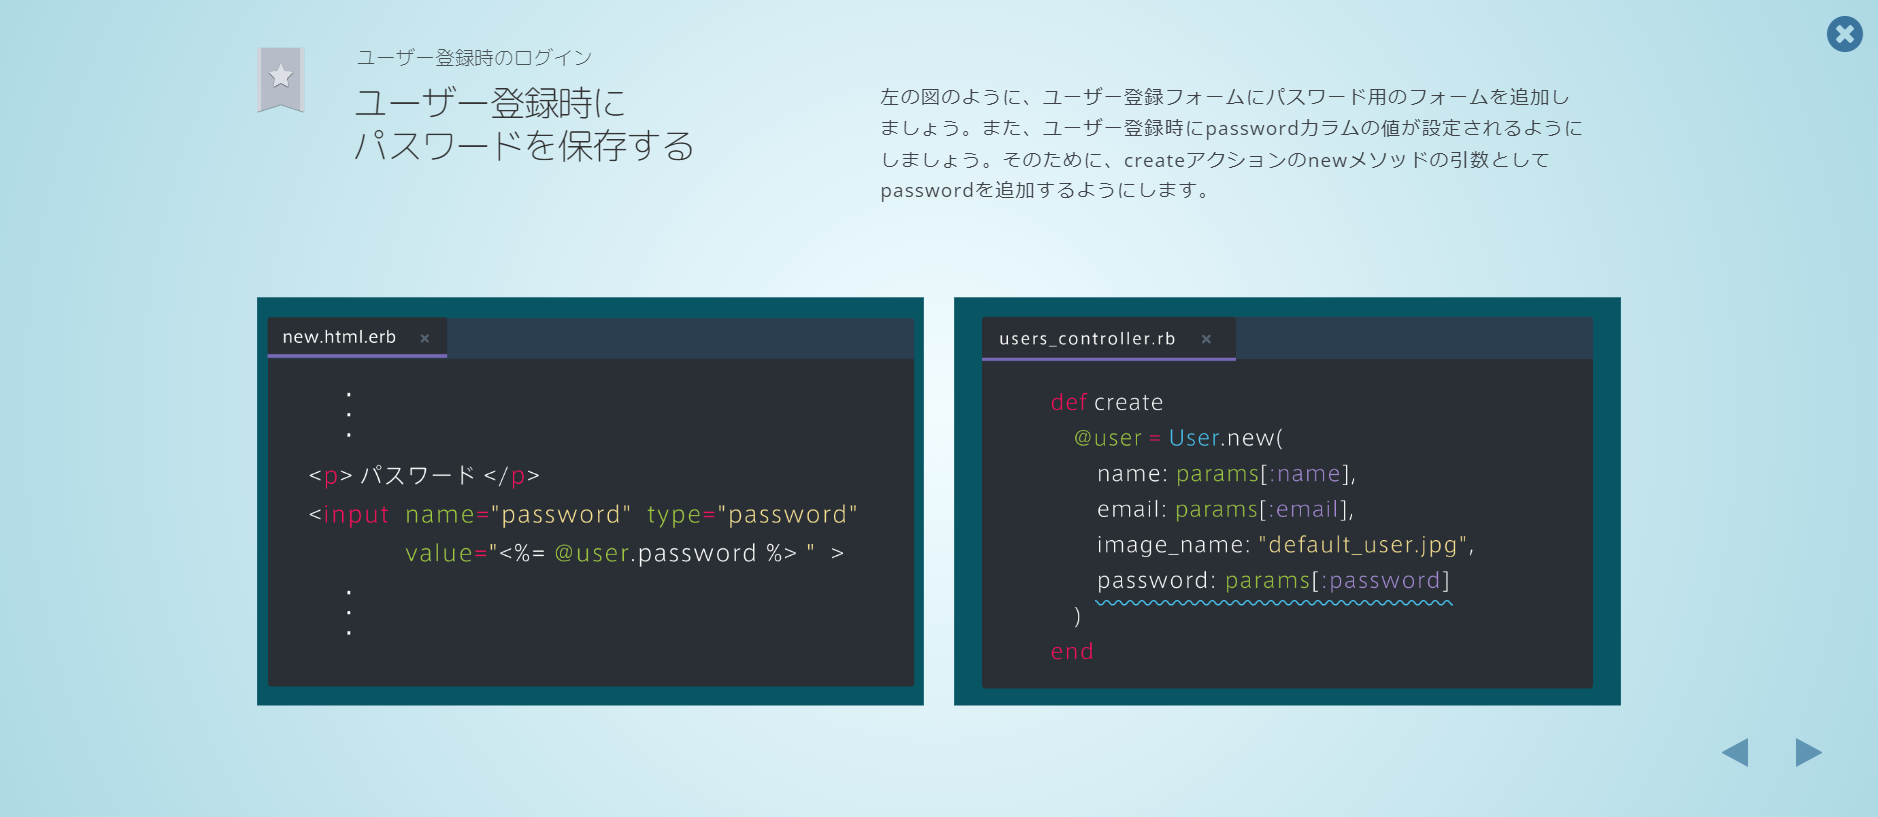 ユーザー登録時のログイン
ユーザー登録時に
パスワードを保存する
左の図のように、ユーザー登録フォームにパスワード用のフォームを追加し
ましょう。また、ユーザー登録時にpasswordカラムの値が設定されるように
しましょう。そのために、createアクションのnewメソッドの引数として
passwordを追加するようにします。
new.html.erb ×
.
.
.
<p> パスワード </p>
<input name="password" type="password"
value="<%= @user.password %> " >
.
.
.
users_controller.rb ×
def create
@user = User.new(
name: params[:name],
email: params[:email],
image_name: "default_user.jpg",
password: params[:password]
)
end